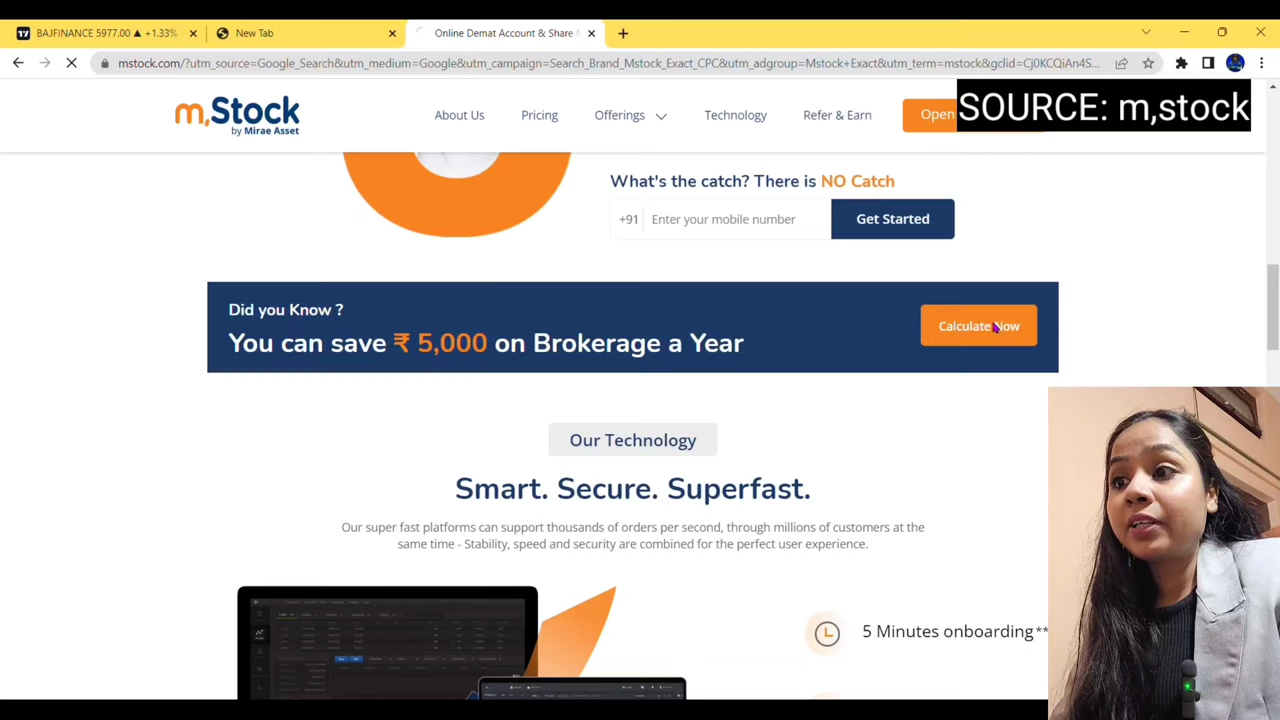 BAJFINANCE 5977.00 ▲ +1.33%
New Tab
Online Demat Account & Share
mstock.com/?utm_source=Google_Search&utm_medium=Google&utm_campaign=Search_Brand_Mstock_Exact_CPC&utm_adgroup=Mstock+Exact&utm_term=mstock&gclid=Cj0KCQiAn4S...
m.Stock
by Mirae Asset
About Us
Pricing
Offerings
Technology
Refer & Earn
Open
SOURCE: m,stock
What's the catch? There is NO Catch
+91
Enter your mobile number
Get Started
Did you Know ?
You can save ₹ 5,000 on Brokerage a Year
Calculate Now
Our Technology
Smart. Secure. Superfast.
Our super fast platforms can support thousands of orders per second, through millions of customers at the
same time - Stability, speed and security are combined for the perfect user experience.
5 Minutes onboarding**